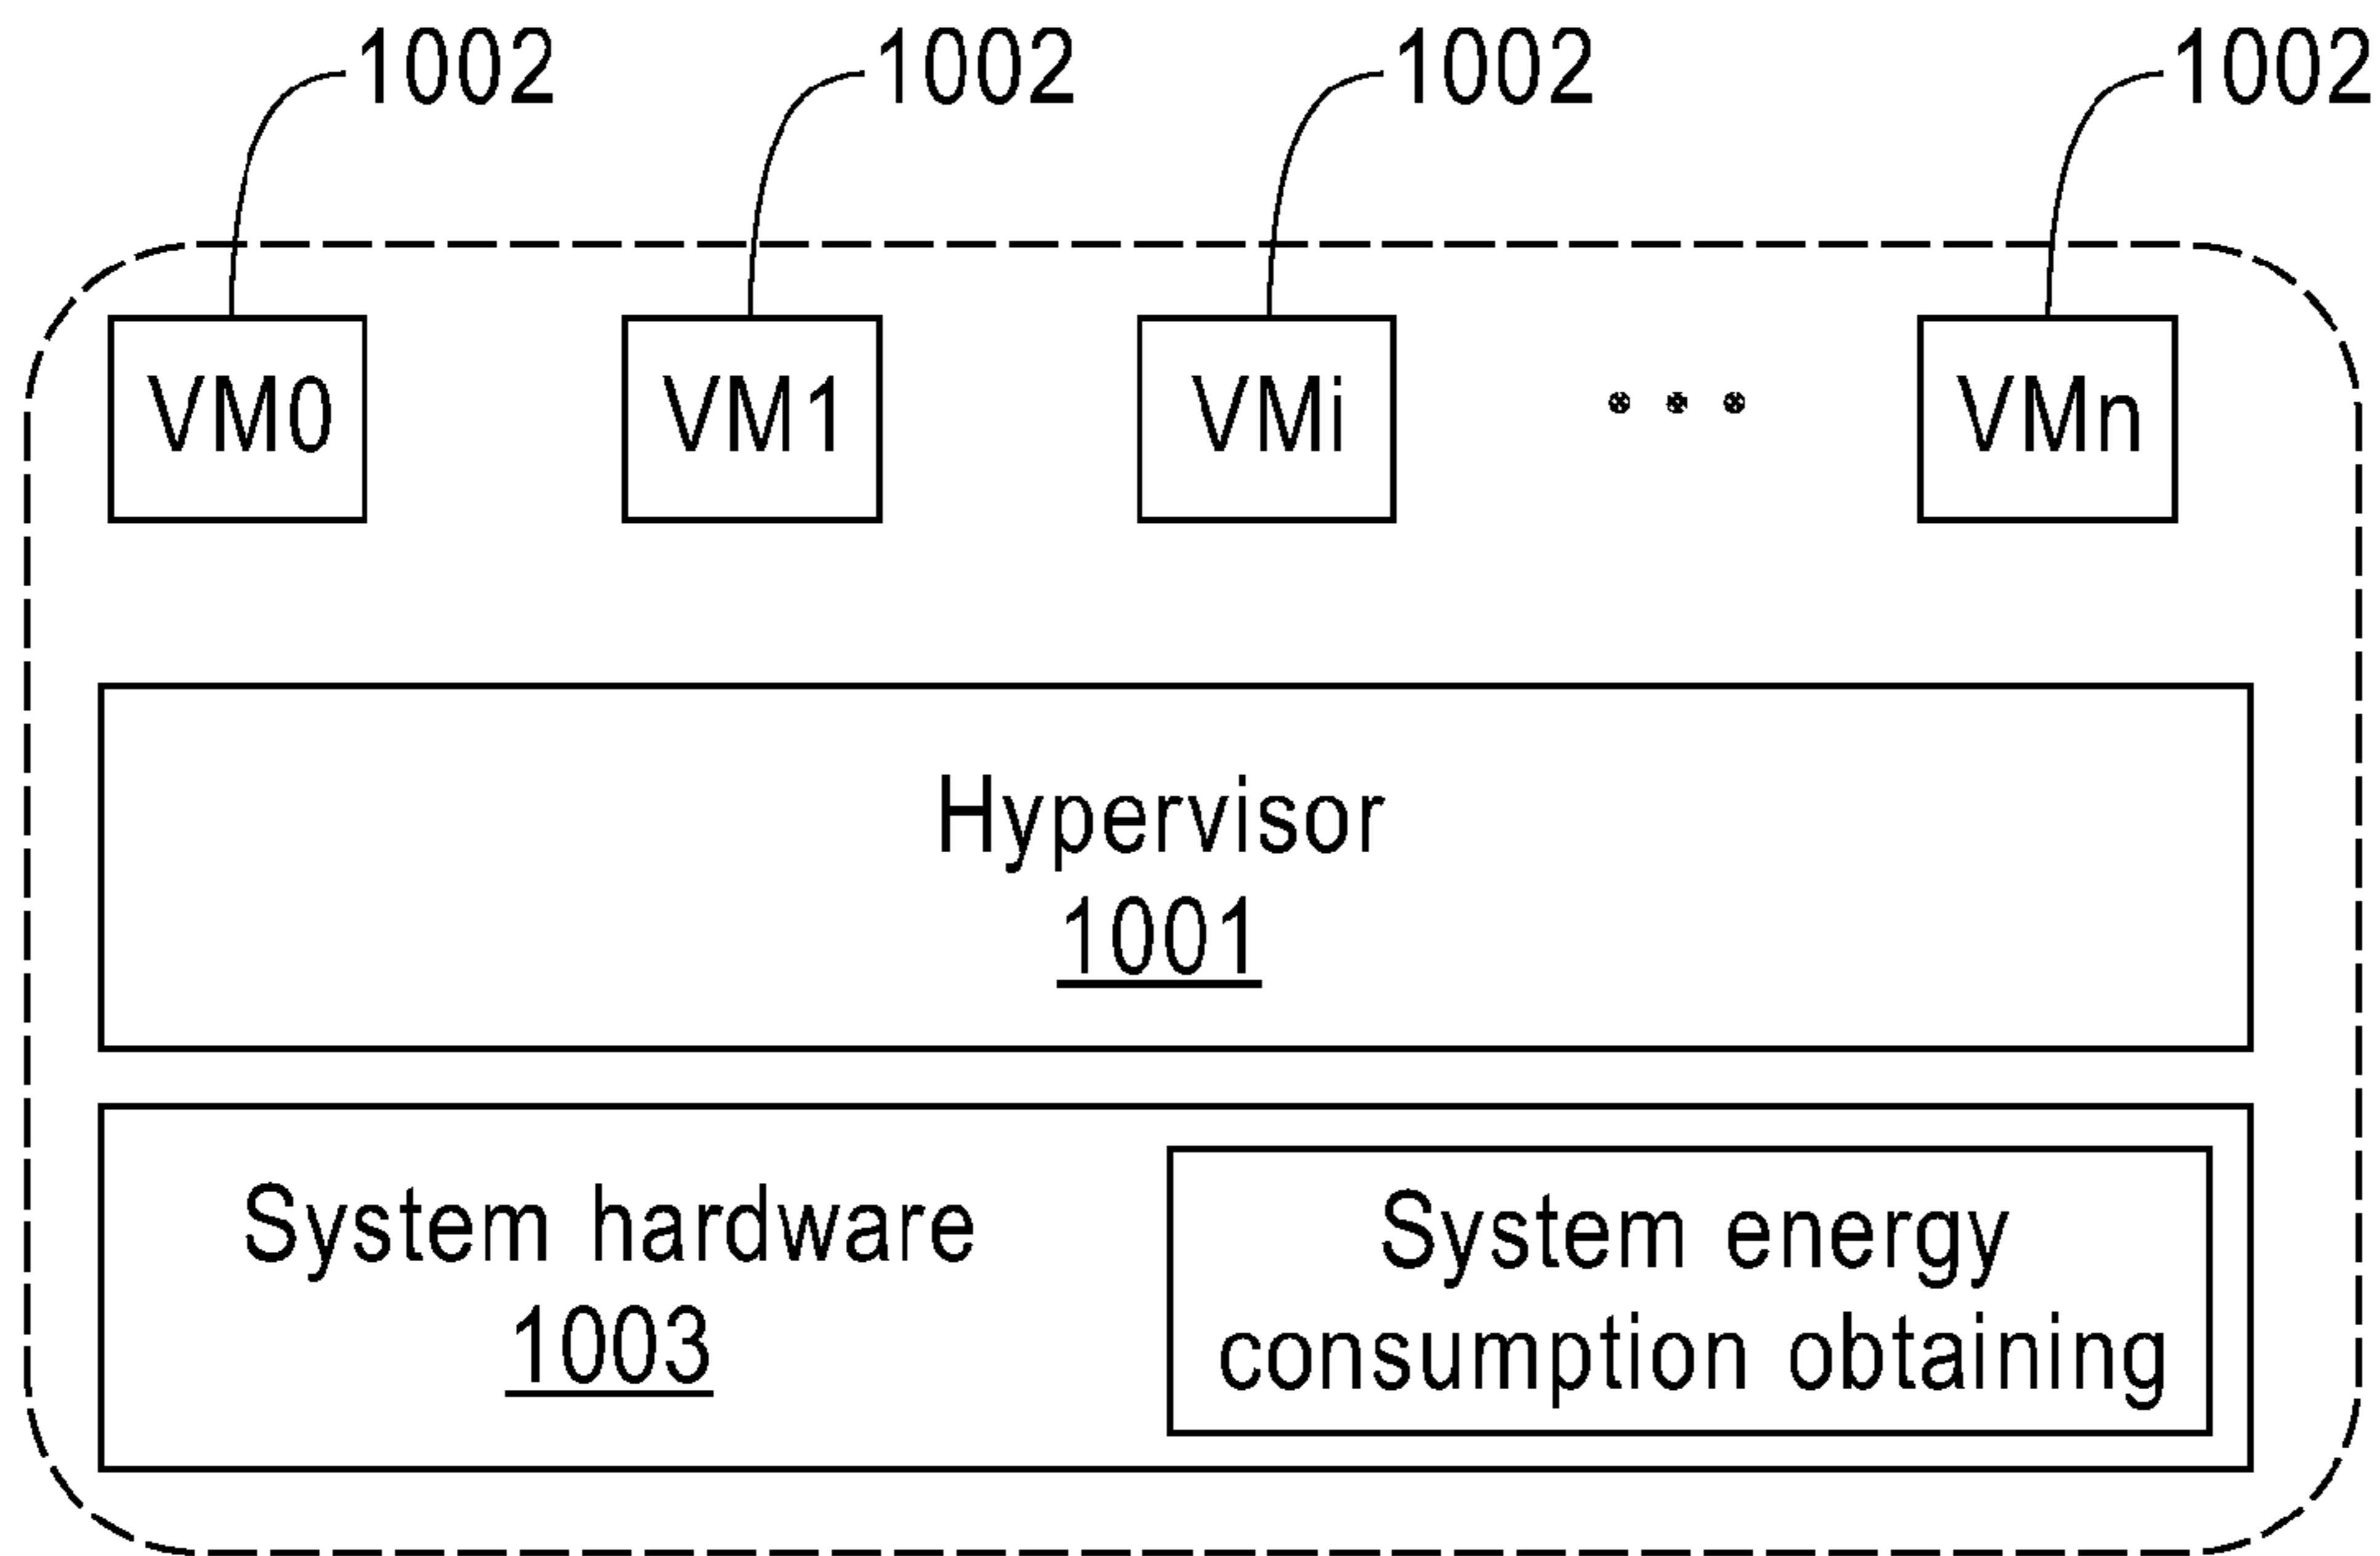 1002 1002 1002 1002
VM0 VM1 VMi ••• VMn
Hypervisor
1001
System hardware
1003
System energy
consumption obtaining